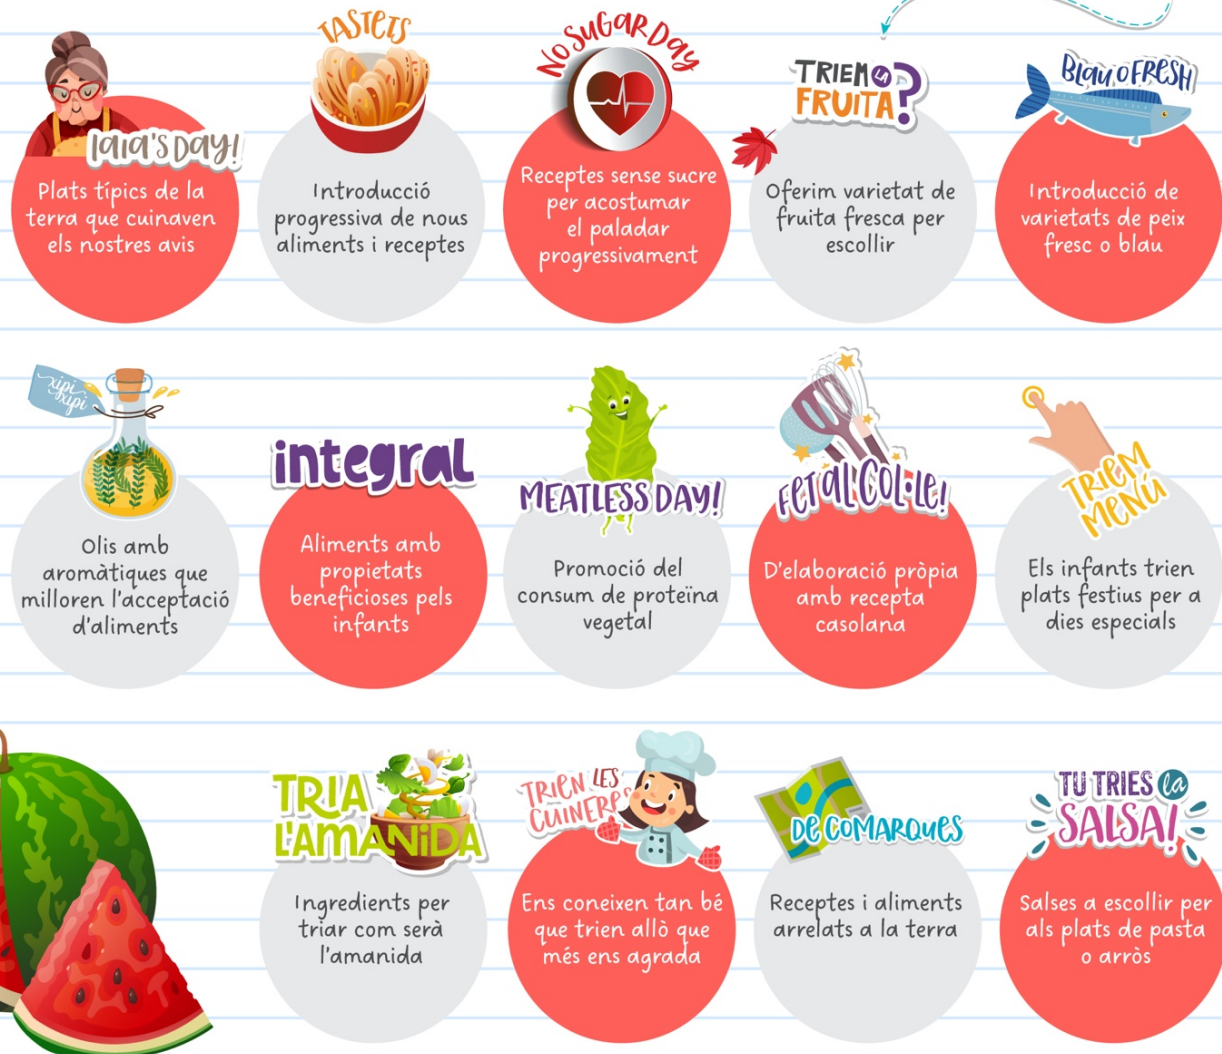 Iaia's Day!
Plats típics de la
terra que cuinaven
els nostres avis
TASTETS
Introducció
progressiva de nous
aliments i receptes
No Sugar Day
Receptes sense sucre
per acostumar
el paladar
progressivament
TRIEM LA
FRUITA?
Oferim varietat de
fruita fresca per
escollir
Blau o FRESH
Introducció de
varietats de peix
fresc o blau
xipi
xipi
Olis amb
aromàtiques que
milloren l'acceptació
d'aliments
integral
Aliments amb
propietats
beneficioses pels
infants
MEATLESS DAY!
Promoció del
consum de proteïna
vegetal
FET AL COL·LE!
D'elaboració pròpia
amb recepta
casolana
TRIEM
MENÚ
Els infants trien
plats festius per a
dies especials
TRIA
L'AMANIDA
Ingredients per
triar com serà
l'amanida
TRIEN LES
CUINERES
Ens coneixen tan bé
que trien allò que
més ens agrada
DE COMARQUES
Receptes i aliments
arrelats a la terra
TU TRIES la
SALSA!
Salses a escollir per
als plats de pasta
o arròs